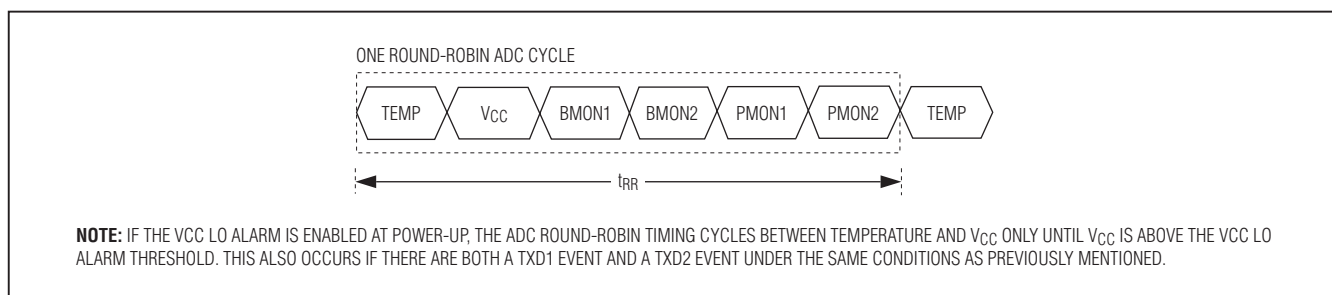 ONE ROUND-ROBIN ADC CYCLE
TEMP VCC BMON1 BMON2 PMON1 PMON2 TEMP
tRR
NOTE: IF THE VCC LO ALARM IS ENABLED AT POWER-UP, THE ADC ROUND-ROBIN TIMING CYCLES BETWEEN TEMPERATURE AND VCC ONLY UNTIL VCC IS ABOVE THE VCC LO
ALARM THRESHOLD. THIS ALSO OCCURS IF THERE ARE BOTH A TXD1 EVENT AND A TXD2 EVENT UNDER THE SAME CONDITIONS AS PREVIOUSLY MENTIONED.